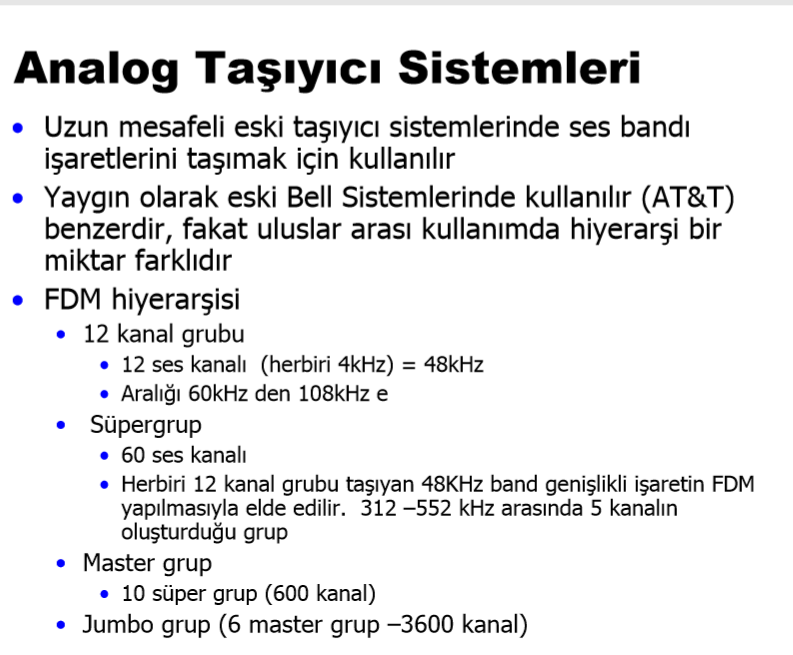 Analog Taşıyıcı Sistemleri
• Uzun mesafeli eski taşıyıcı sistemlerinde ses bandı
işaretlerini taşımak için kullanılır
• Yaygın olarak eski Bell Sistemlerinde kullanılır (AT&T)
benzerdir, fakat uluslar arası kullanımda hiyerarşi bir
miktar farklıdır
• FDM hiyerarşisi
• 12 kanal grubu
• 12 ses kanalı (herbiri 4kHz) = 48kHz
• Aralığı 60kHz den 108kHz e
• Süpergrup
• 60 ses kanalı
• Herbiri 12 kanal grubu taşıyan 48KHz band genişlikli işaretin FDM
yapılmasıyla elde edilir. 312 –552 kHz arasında 5 kanalın
oluşturduğu grup
• Master grup
• 10 süper grup (600 kanal)
• Jumbo grup (6 master grup –3600 kanal)